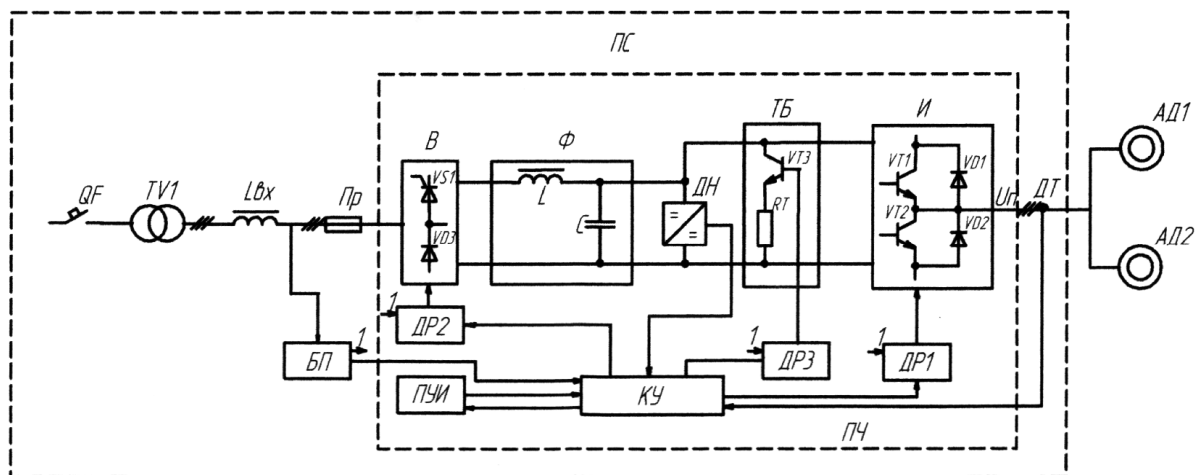 ПС
АД1
QF
TV1
Lвх
Пр
В
VS1
VD3
Ф
L
C
ДН
=
=
ТБ
VT3
RT
И
VT1
VD1
VT2
VD2
Uп
ДТ
АД2
1
ДР2
1
БП
1
ДР3
1
ДР1
ПУИ
КУ
ПЧ